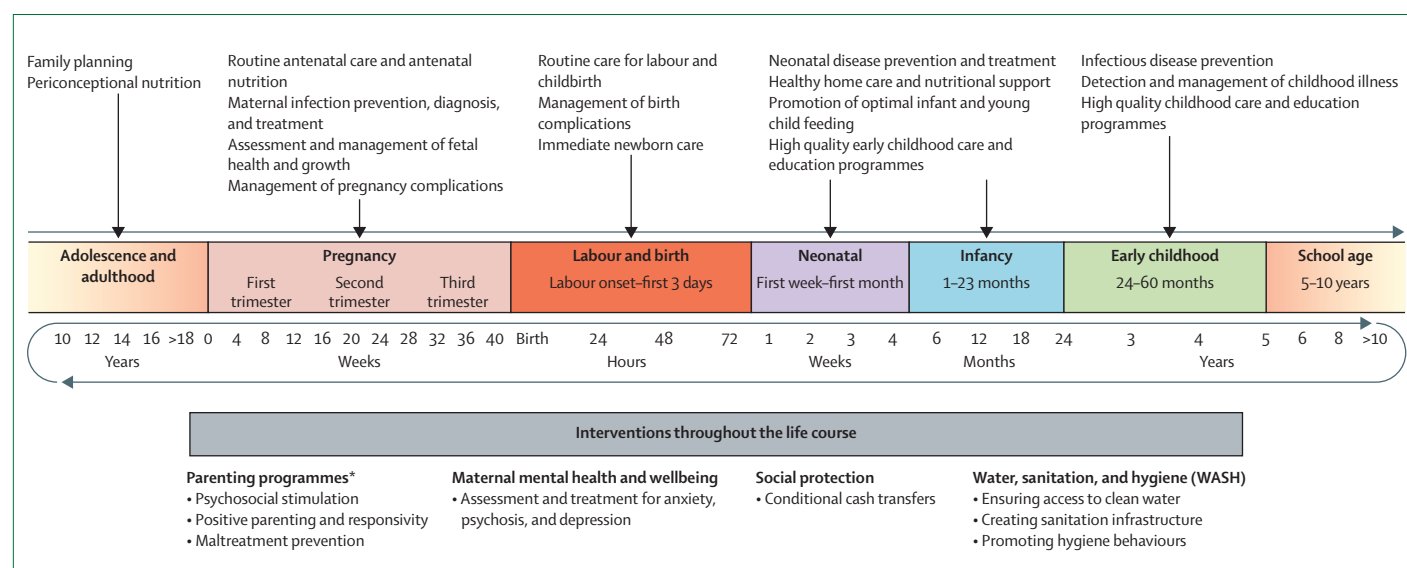 Family planning
Periconceptional nutrition
Routine antenatal care and antenatal
nutrition
Maternal infection prevention, diagnosis,
and treatment
Assessment and management of fetal
health and growth
Management of pregnancy complications
Routine care for labour and
childbirth
Management of birth
complications
Immediate newborn care
Neonatal disease prevention and treatment
Healthy home care and nutritional support
Promotion of optimal infant and young
child feeding
High quality early childhood care and
education programmes
Infectious disease prevention
Detection and management of childhood illness
High quality childhood care and education
programmes
Adolescence and
adulthood
Pregnancy
First
trimester
Second
trimester
Third
trimester
Labour and birth
Labour onset–first 3 days
Neonatal
First week–first month
Infancy
1–23 months
Early childhood
24–60 months
School age
5–10 years
10 12 14 16 >18 0 4 8 12 16 20 24 28 32 36 40 Birth 24 48 72 1 2 3 4 6 12 18 24 3 4 5 6 8 >10
Years Weeks Hours Weeks Months Years
Interventions throughout the life course
Parenting programmes*
• Psychosocial stimulation
• Positive parenting and responsivity
• Maltreatment prevention
Maternal mental health and wellbeing
• Assessment and treatment for anxiety,
psychosis, and depression
Social protection
• Conditional cash transfers
Water, sanitation, and hygiene (WASH)
• Ensuring access to clean water
• Creating sanitation infrastructure
• Promoting hygiene behaviours